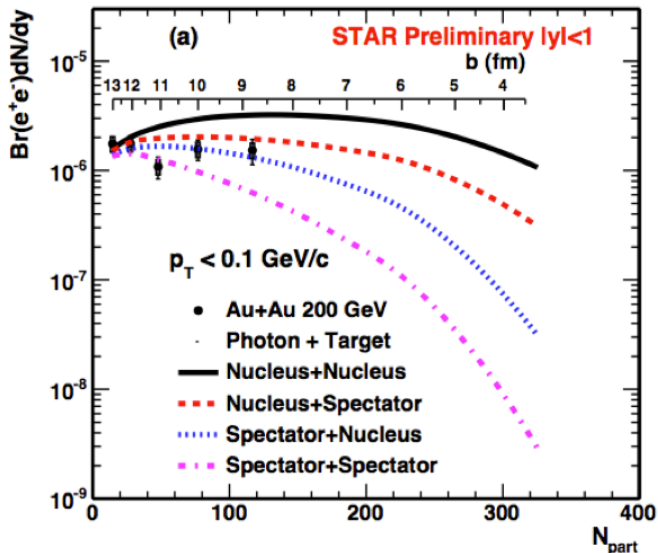 (a) STAR Preliminary |y|<1
b (fm)
13 12 11 10 9 8 7 6 5 4
Br(e+e-)dN/dy
10^-5
10^-6
10^-7
10^-8
10^-9
p_T < 0.1 GeV/c
Au+Au 200 GeV
Photon + Target
Nucleus+Nucleus
Nucleus+Spectator
Spectator+Nucleus
Spectator+Spectator
0 100 200 300 400
N_part